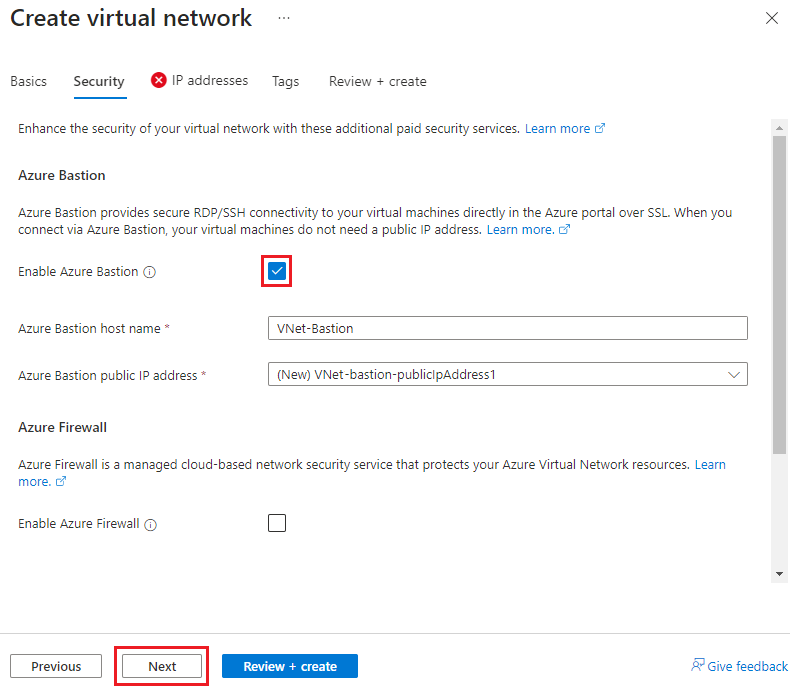 Create virtual network ...
Basics Security IP addresses Tags Review + create
Enhance the security of your virtual network with these additional paid security services. Learn more
Azure Bastion
Azure Bastion provides secure RDP/SSH connectivity to your virtual machines directly in the Azure portal over SSL. When you
connect via Azure Bastion, your virtual machines do not need a public IP address. Learn more.
Enable Azure Bastion
Azure Bastion host name * VNet-Bastion
Azure Bastion public IP address * (New) VNet-bastion-publicIpAddress1
Azure Firewall
Azure Firewall is a managed cloud-based network security service that protects your Azure Virtual Network resources. Learn
more.
Enable Azure Firewall
Previous Next Review + create Give feedback